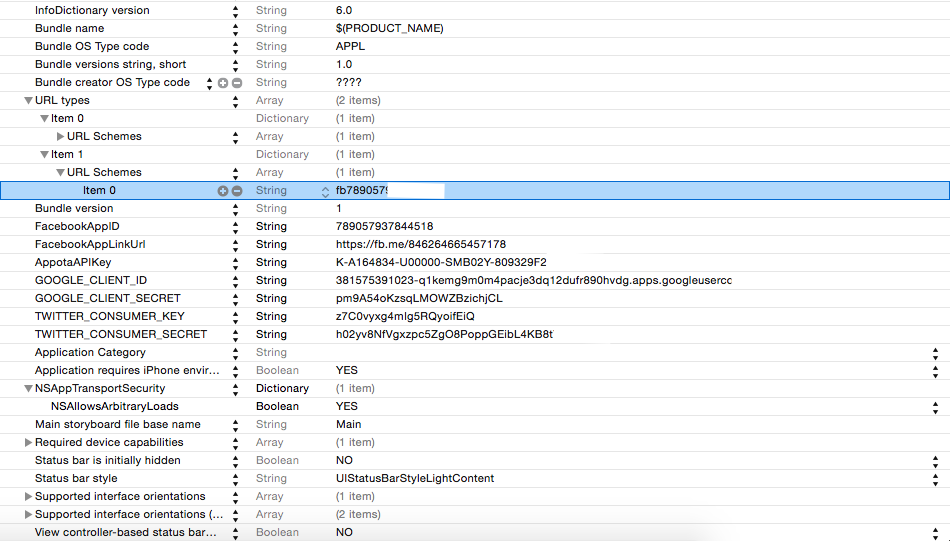 InfoDictionary version String 6.0
Bundle name String $(PRODUCT_NAME)
Bundle OS Type code String APPL
Bundle versions string, short String 1.0
Bundle creator OS Type code String ????
URL types Array (2 items)
Item 0 Dictionary (1 item)
URL Schemes Array (1 item)
Item 1 Dictionary (1 item)
URL Schemes Array (1 item)
Item 0 String fb7890579
Bundle version String 1
FacebookAppID String 789057937844518
FacebookAppLinkUrl String https://fb.me/846264665457178
AppotaAPIKey String K-A164834-U00000-SMB02Y-809329F2
GOOGLE_CLIENT_ID String 381575391023-q1kemg9m0m4pacje3dq12dufr890hvdg.apps.googleusercc
GOOGLE_CLIENT_SECRET String pm9A54oKzsqLMOWZBzichjCL
TWITTER_CONSUMER_KEY String z7C0vyxg4mIg5RQyoifEiQ
TWITTER_CONSUMER_SECRET String h02yv8NfVgxzpc5ZgO8PoppGEibL4KB8t
Application Category String
Application requires iPhone envir... Boolean YES
NSAppTransportSecurity Dictionary (1 item)
NSAllowsArbitraryLoads Boolean YES
Main storyboard file base name String Main
Required device capabilities Array (1 item)
Status bar is initially hidden Boolean NO
Status bar style String UIStatusBarStyleLightContent
Supported interface orientations Array (1 item)
Supported interface orientations (... Array (2 items)
View controller-based status bar... Boolean NO